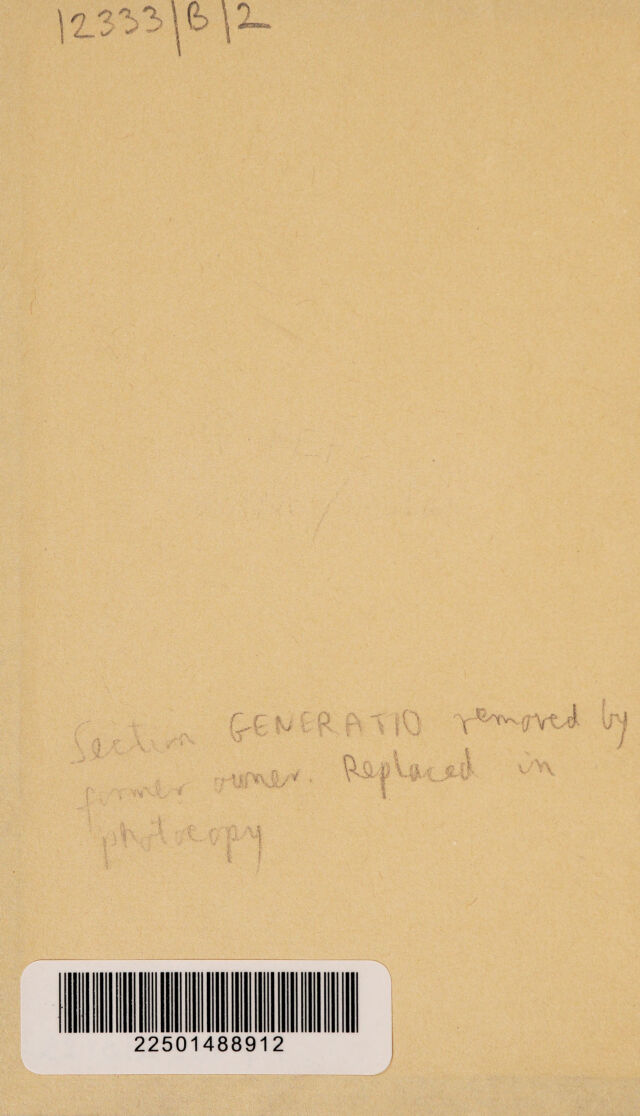 12333/B/2
Section GENERATIO removed by
former owner. Replaced in
photocopy
22501488912